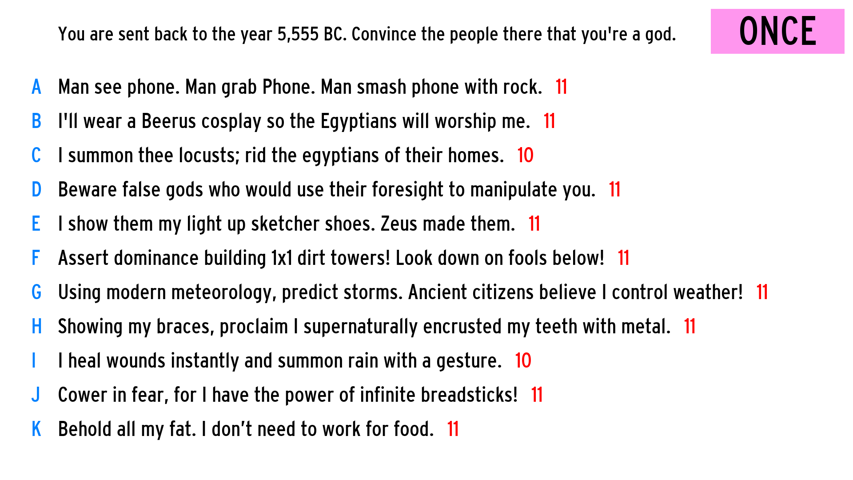 You are sent back to the year 5,555 BC. Convince the people there that you're a god. ONCE
A Man see phone. Man grab Phone. Man smash phone with rock. 11
B I'll wear a Beerus cosplay so the Egyptians will worship me. 11
C I summon thee locusts; rid the egyptians of their homes. 10
D Beware false gods who would use their foresight to manipulate you. 11
E I show them my light up sketcher shoes. Zeus made them. 11
F Assert dominance building 1x1 dirt towers! Look down on fools below! 11
G Using modern meteorology, predict storms. Ancient citizens believe I control weather! 11
H Showing my braces, proclaim I supernaturally encrusted my teeth with metal. 11
I I heal wounds instantly and summon rain with a gesture. 10
J Cower in fear, for I have the power of infinite breadsticks! 11
K Behold all my fat. I don’t need to work for food. 11